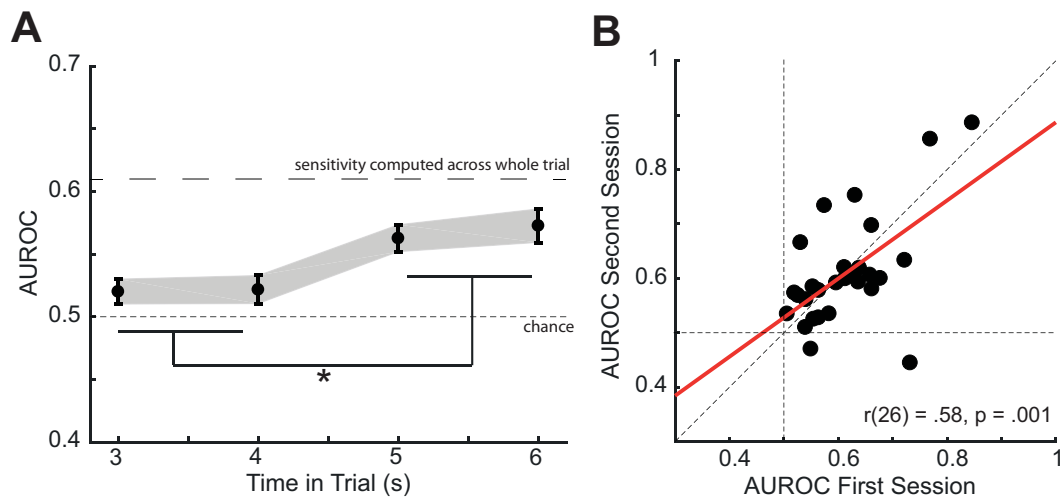 A
0.7
0.6
0.5
0.4
AUROC
sensitivity computed across whole trial
chance
*
3 4 5 6
Time in Trial (s)
B
1
0.8
0.6
0.4
AUROC Second Session
r(26) = .58, p = .001
0.4 0.6 0.8 1
AUROC First Session